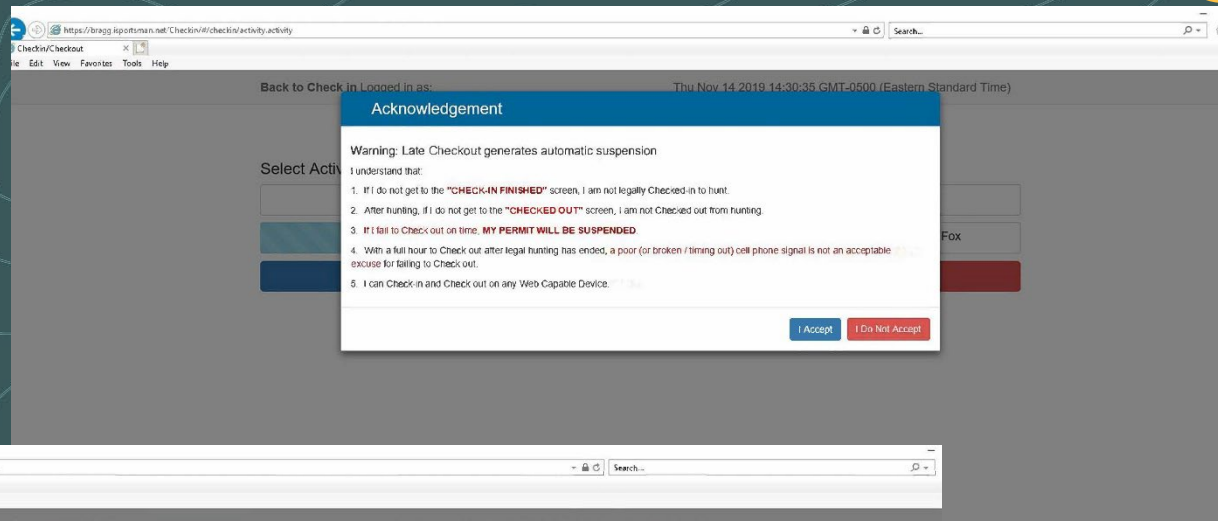 https://bragg.isportsman.net/Checkin/#/checkin/activity.activity
Search...
Checkin/Checkout
Edit View Favorites Tools Help
Back to Check in Logged in as: Thu Nov 14 2019 14:30:35 GMT-0500 (Eastern Standard Time)
Acknowledgement
Warning: Late Checkout generates automatic suspension
Select Activ
I understand that:
1. If I do not get to the "CHECK-IN FINISHED" screen, I am not legally Checked-in to hunt.
2. After hunting, if I do not get to the "CHECKED OUT" screen, I am not Checked out from hunting.
3. If I fail to Check out on time, MY PERMIT WILL BE SUSPENDED.
Fox
4. With a full hour to Check out after legal hunting has ended, a poor (or broken / timing out) cell phone signal is not an acceptable
excuse for failing to Check out.
5. I can Check-in and Check out on any Web Capable Device.
I Accept I Do Not Accept
Search...